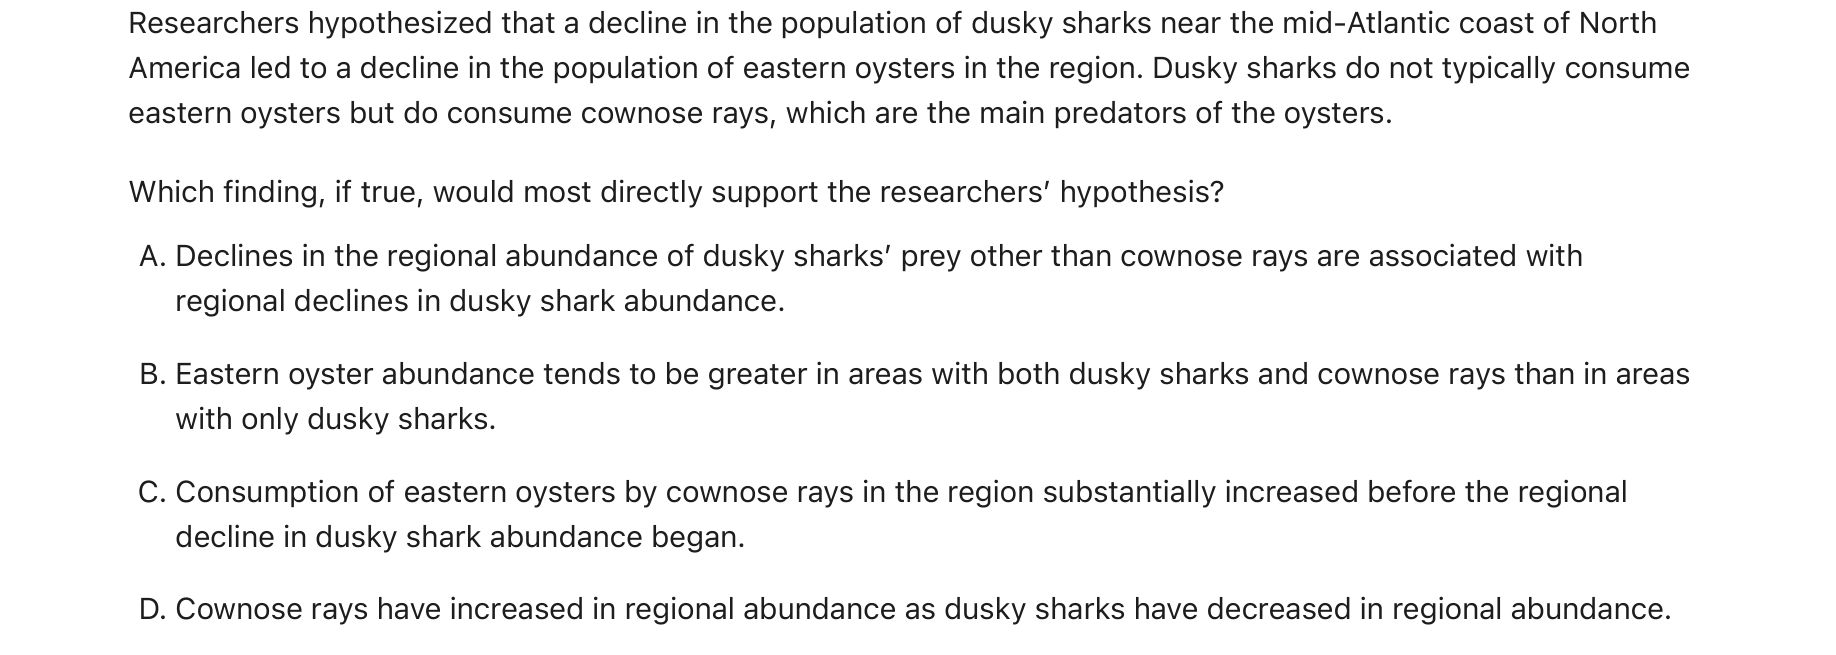 Researchers hypothesized that a decline in the population of dusky sharks near the mid-Atlantic coast of North
America led to a decline in the population of eastern oysters in the region. Dusky sharks do not typically consume
eastern oysters but do consume cownose rays, which are the main predators of the oysters.
Which finding, if true, would most directly support the researchers’ hypothesis?
A. Declines in the regional abundance of dusky sharks’ prey other than cownose rays are associated with
regional declines in dusky shark abundance.
B. Eastern oyster abundance tends to be greater in areas with both dusky sharks and cownose rays than in areas
with only dusky sharks.
C. Consumption of eastern oysters by cownose rays in the region substantially increased before the regional
decline in dusky shark abundance began.
D. Cownose rays have increased in regional abundance as dusky sharks have decreased in regional abundance.